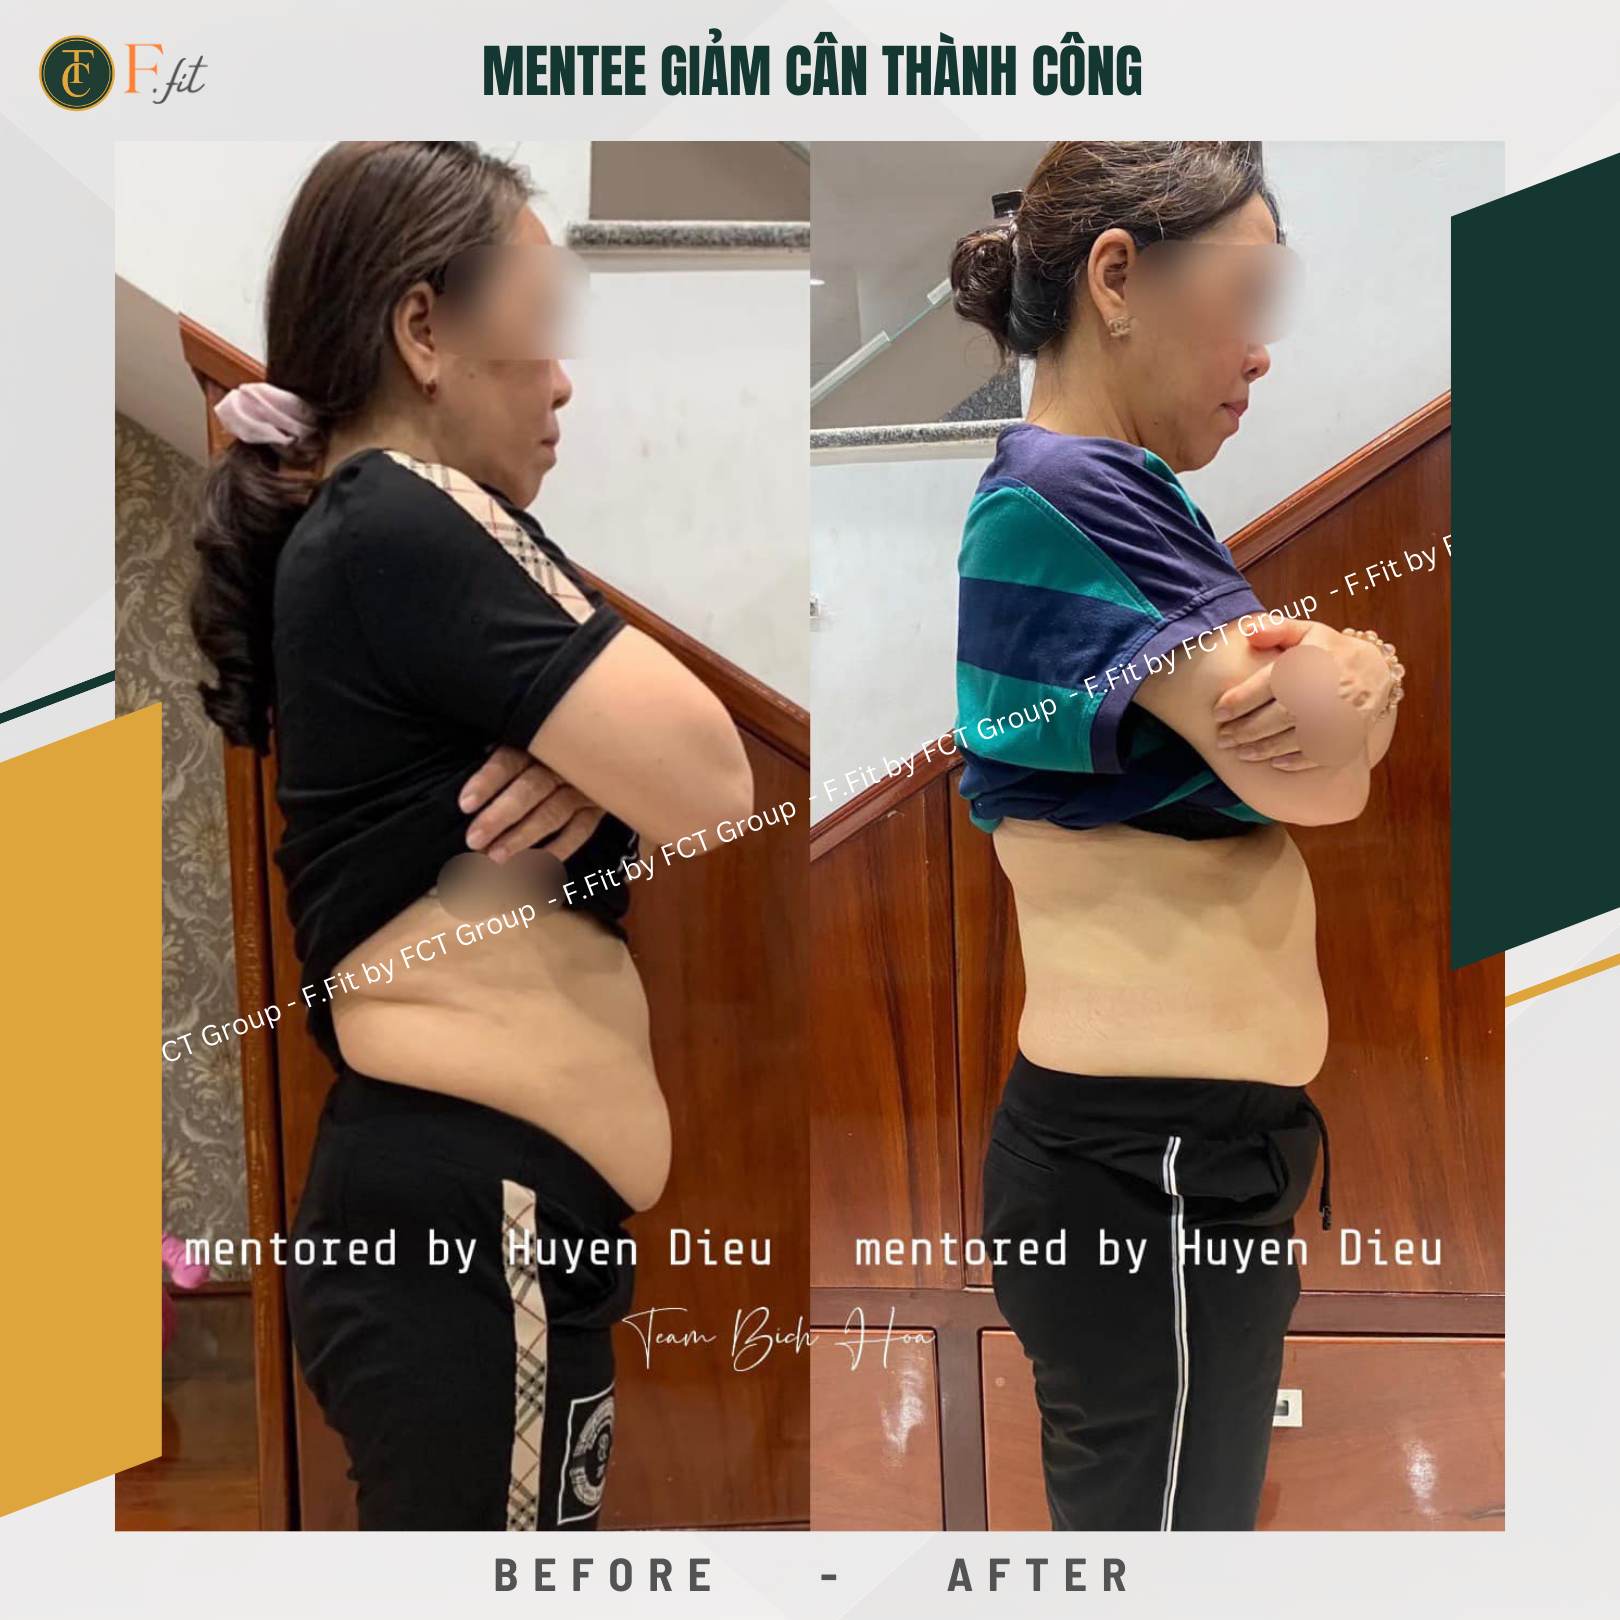 F.fit
MENTEE GIẢM CÂN THÀNH CÔNG
CT Group - F.Fit by FCT Group - F.Fit by FCT Group - F.Fit by FCT Group - F.Fit by FCT Group - F.Fit by F
mentored by Huyen Dieu
mentored by Huyen Dieu
Team Bich Hoa
BEFORE - AFTER